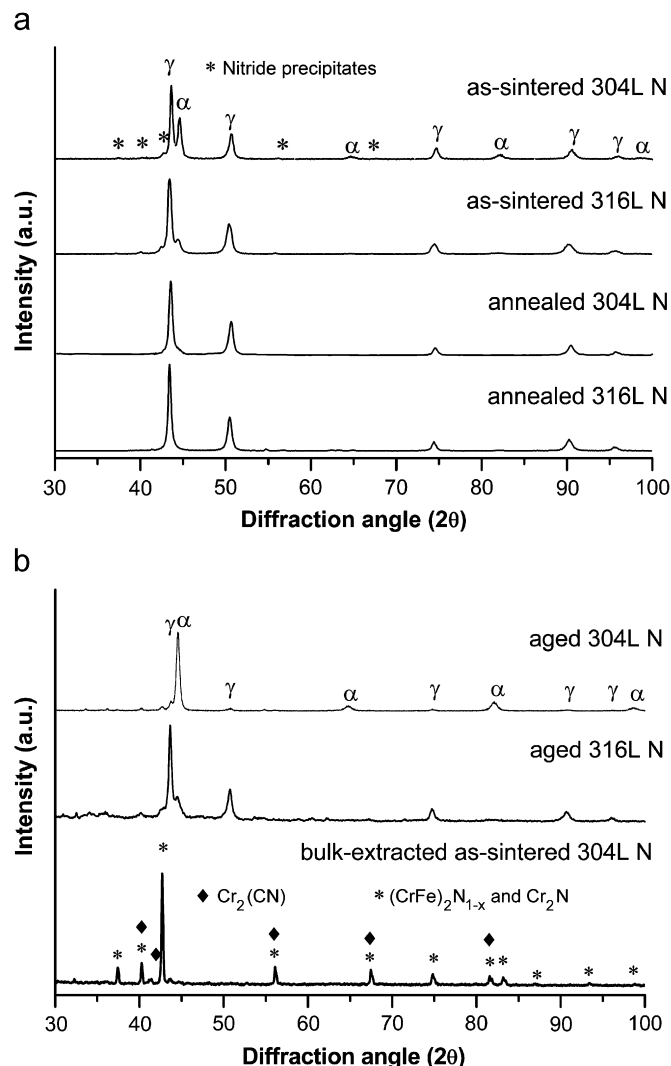 a
γ
* Nitride precipitates
as-sintered 304L N
α
* * * γ * α * γ α γ γ α
as-sintered 316L N
annealed 304L N
annealed 316L N
Intensity (a.u.)
30 40 50 60 70 80 90 100
Diffraction angle (2θ)
b
γ α
aged 304L N
γ α γ α γ γ α
aged 316L N
bulk-extracted as-sintered 304L N
*
♦ Cr₂(CN) * (CrFe)₂N₁₋ₓ and Cr₂N
♦ ♦ ♦ ♦
* * ♦ * * * * * * * *
Intensity (a.u.)
30 40 50 60 70 80 90 100
Diffraction angle (2θ)